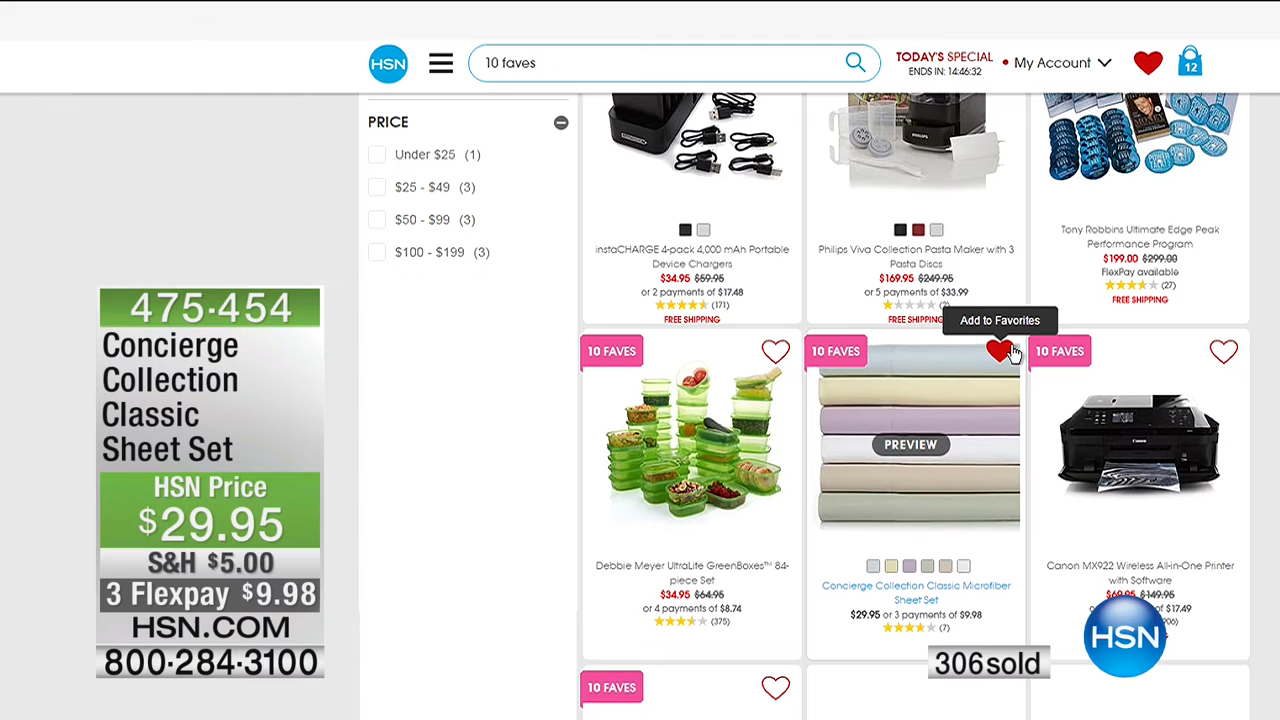 HSN
10 faves
TODAY'S SPECIAL
ENDS IN: 14:46:32
My Account
12
PRICE
Under $25 (1)
$25 - $49 (3)
$50 - $99 (3)
$100 - $199 (3)
475-454
Concierge
Collection
Classic
Sheet Set
HSN Price
$29.95
S&H $5.00
3 Flexpay $9.98
HSN.COM
800·284·3100
PHILIPS
instaCHARGE 4-pack 4,000 mAh Portable
Device Chargers
$34.95 $59.95
or 2 payments of $17.48
(171)
FREE SHIPPING
Philips Viva Collection Pasta Maker with 3
Pasta Discs
$169.95 $249.95
or 5 payments of $33.99
FREE SHIPPING
Tony Robbins Ultimate Edge Peak
Performance Program
$199.00 $299.00
FlexPay available
(27)
FREE SHIPPING
Add to Favorites
10 FAVES
10 FAVES
10 FAVES
PREVIEW
Canon
Debbie Meyer UltraLite GreenBoxes™ 84-
piece Set
$34.95 $64.95
or 4 payments of $8.74
(375)
Concierge Collection Classic Microfiber
Sheet Set
$29.95 or 3 payments of $9.98
(7)
Canon MX922 Wireless All-in-One Printer
with Software
$69.95 $149.95
$17.49
HSN
306 sold
10 FAVES